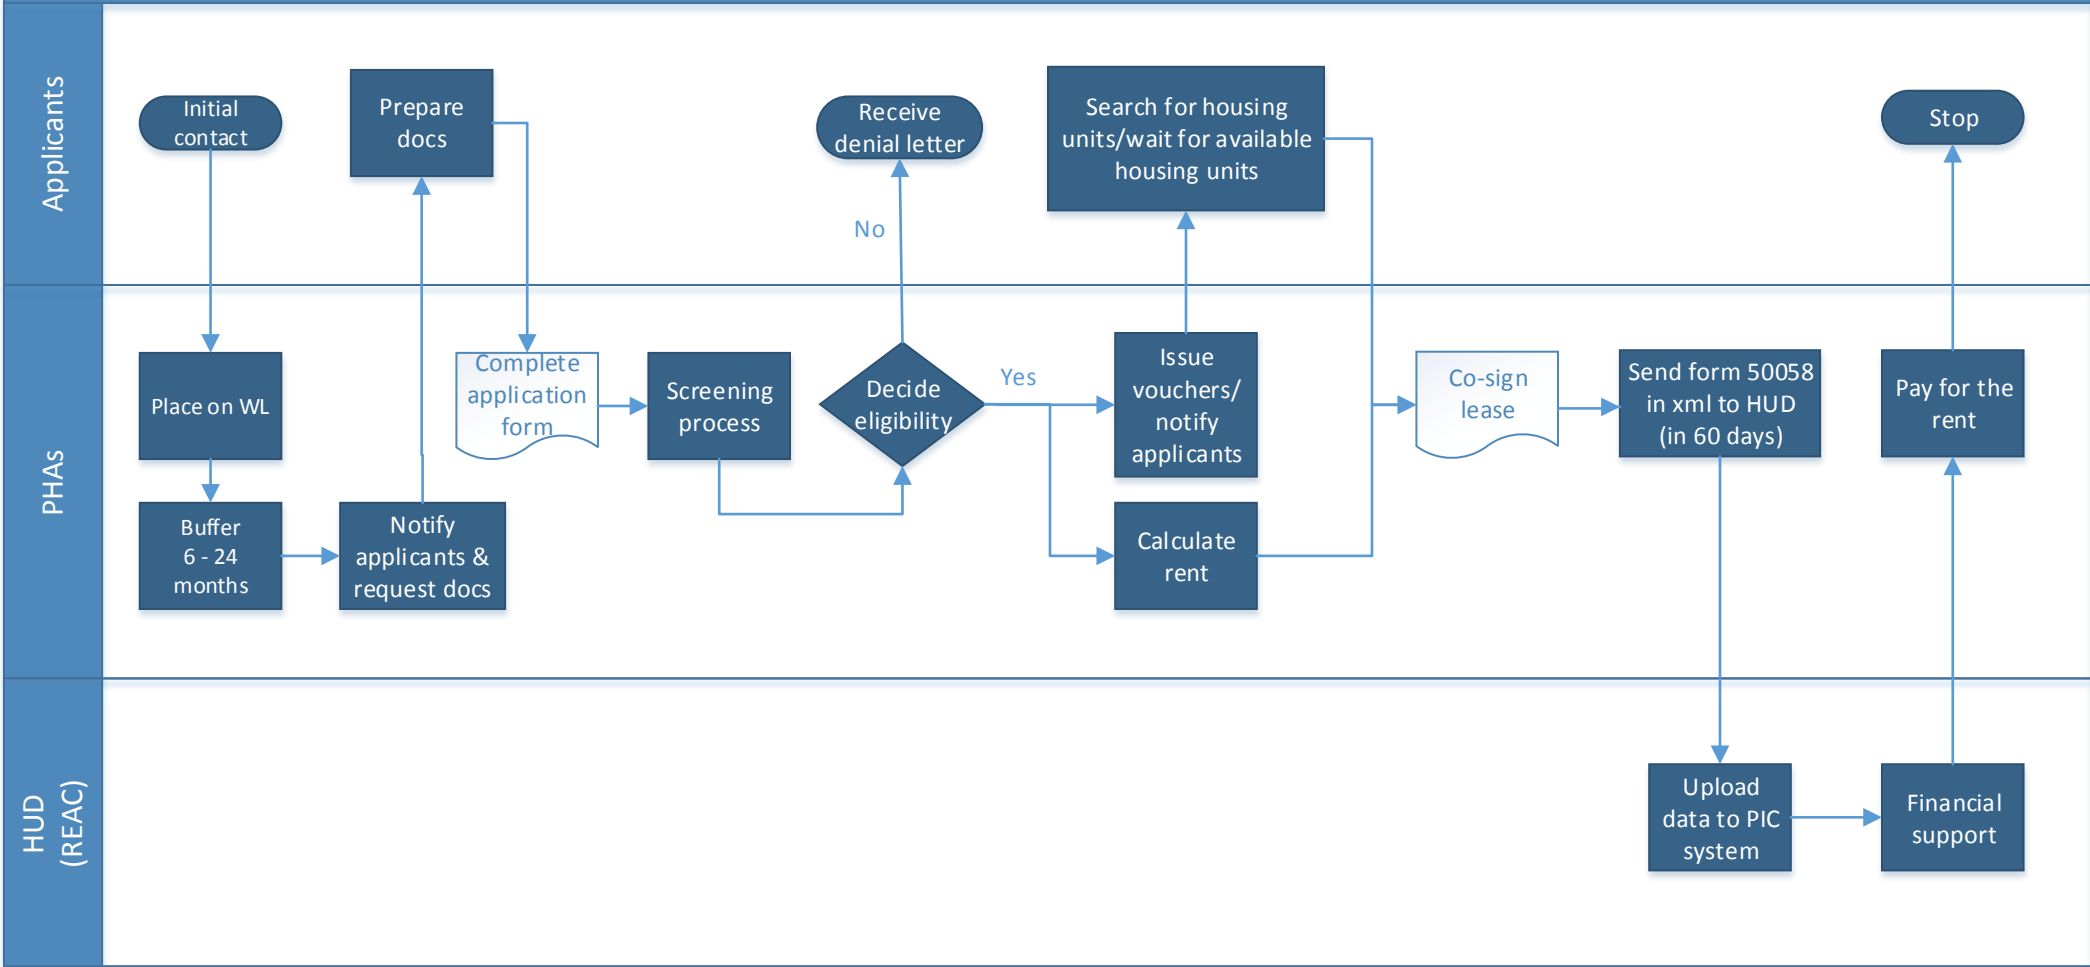 Applicants
Initial
contact
Prepare
docs
Receive
denial letter
Search for housing
units/wait for available
housing units
Stop
No
PHAs
Place on WL
Buffer
6 - 24
months
Notify
applicants &
request docs
Complete
application
form
Screening
process
Decide
eligibility
Yes
Issue
vouchers/
notify
applicants
Calculate
rent
Co-sign
lease
Send form 50058
in xml to HUD
(in 60 days)
Pay for the
rent
HUD
(REAC)
Upload
data to PIC
system
Financial
support